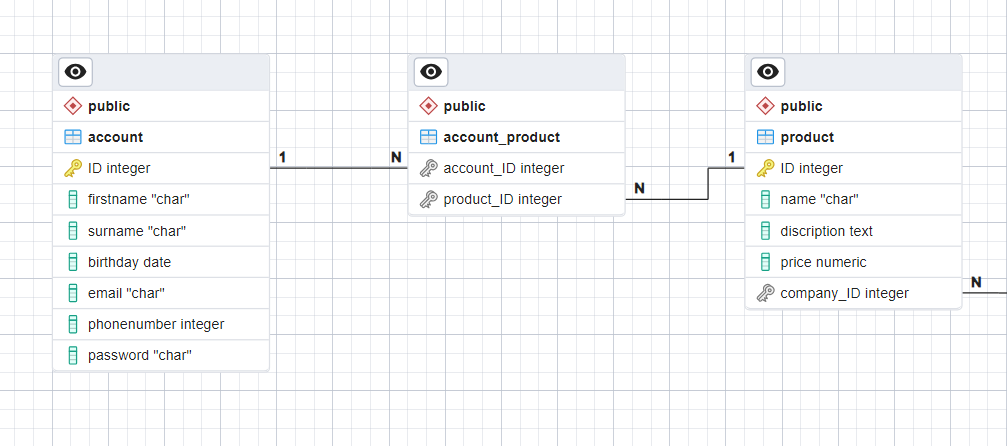 public
account
ID integer
firstname "char"
surname "char"
birthday date
email "char"
phonenumber integer
password "char"
1
N
public
account_product
account_ID integer
product_ID integer
N
1
public
product
ID integer
name "char"
discription text
price numeric
company_ID integer
N